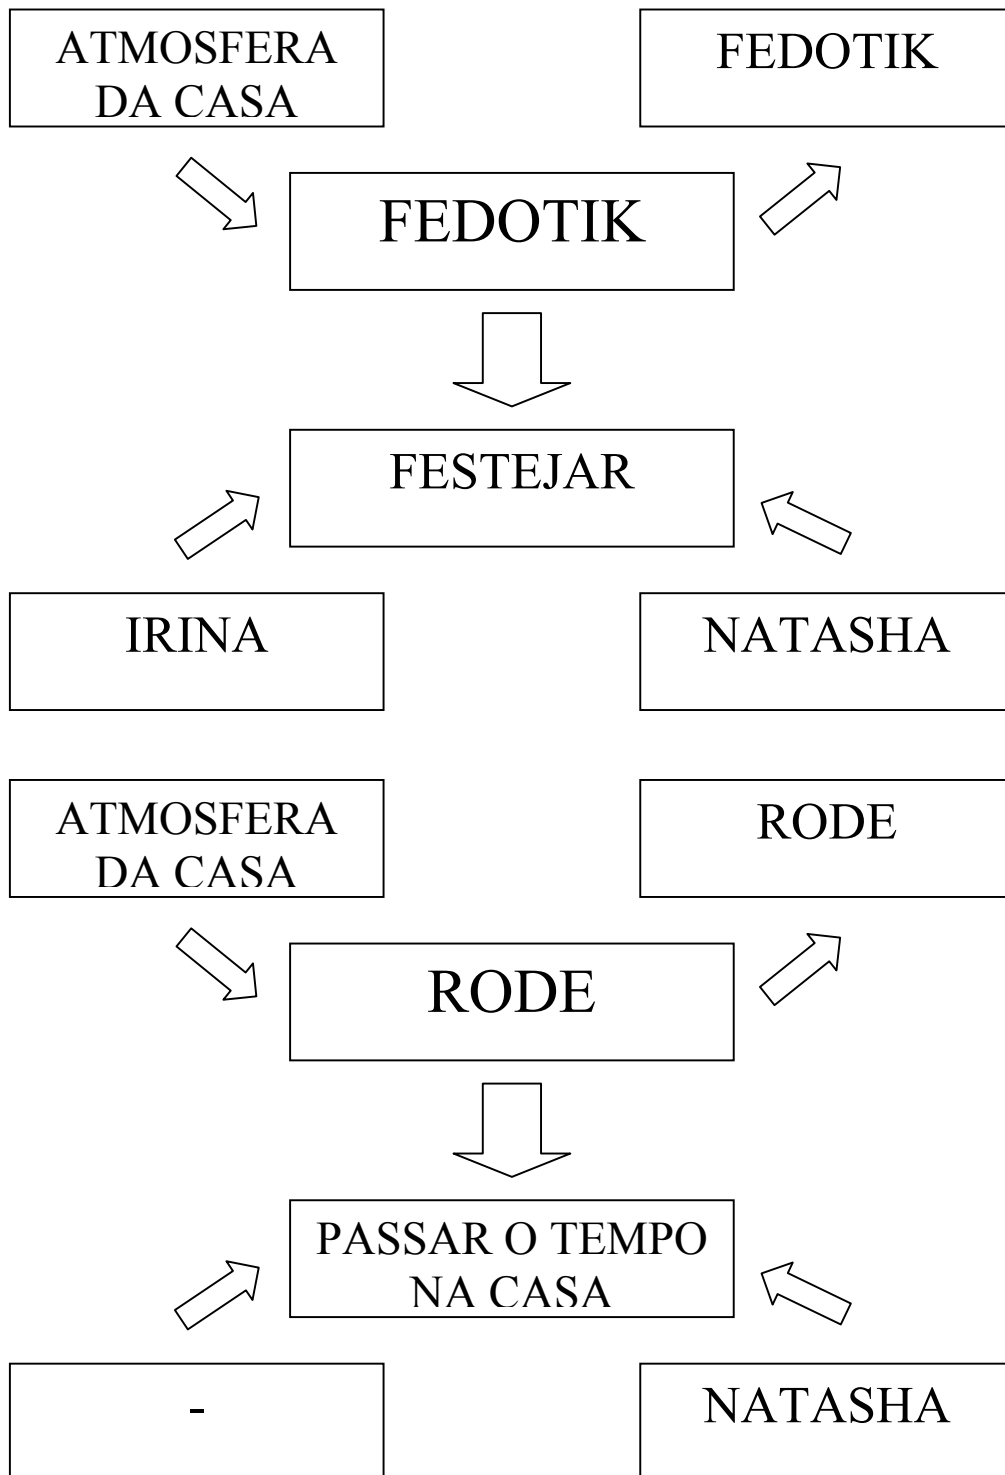 ATMOSFERA
DA CASA
FEDOTIK
FEDOTIK
FESTEJAR
IRINA
NATASHA
ATMOSFERA
DA CASA
RODE
RODE
PASSAR O TEMPO
NA CASA
-
NATASHA